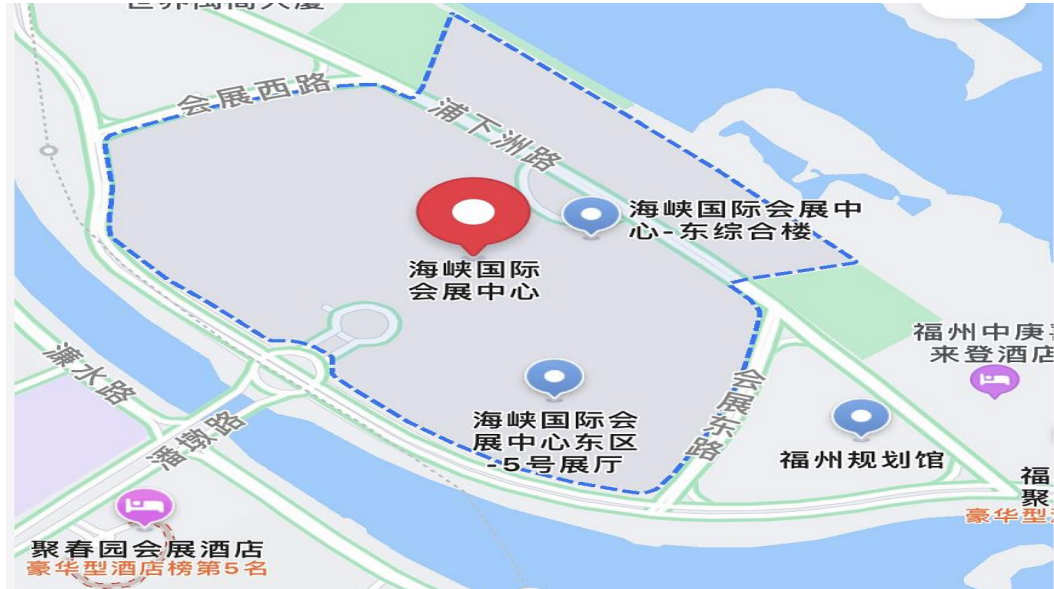 会展西路
浦下洲路
海峡国际会展中
心-东综合楼
海峡国际
会展中心
福州中庚喜
来登酒店
濂水路
会展东路
海峡国际会
展中心东区
-5号展厅
潘墩路
福州规划馆
福
聚
豪华型
聚春园会展酒店
豪华型酒店榜第5名